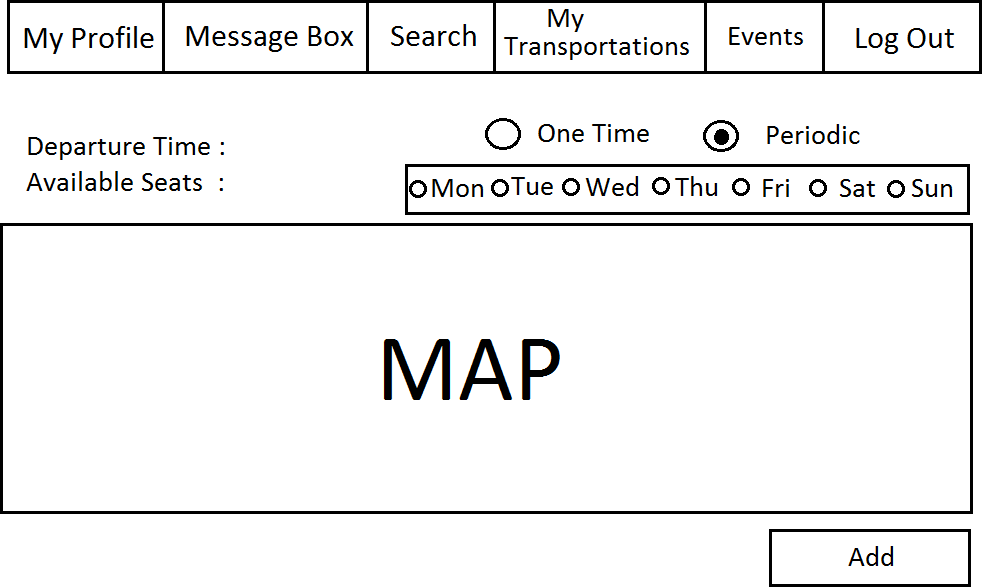 My Profile
Message Box
Search
My
Transportations
Events
Log Out
Departure Time :
One Time
Periodic
Available Seats :
Mon Tue Wed Thu Fri Sat Sun
MAP
Add